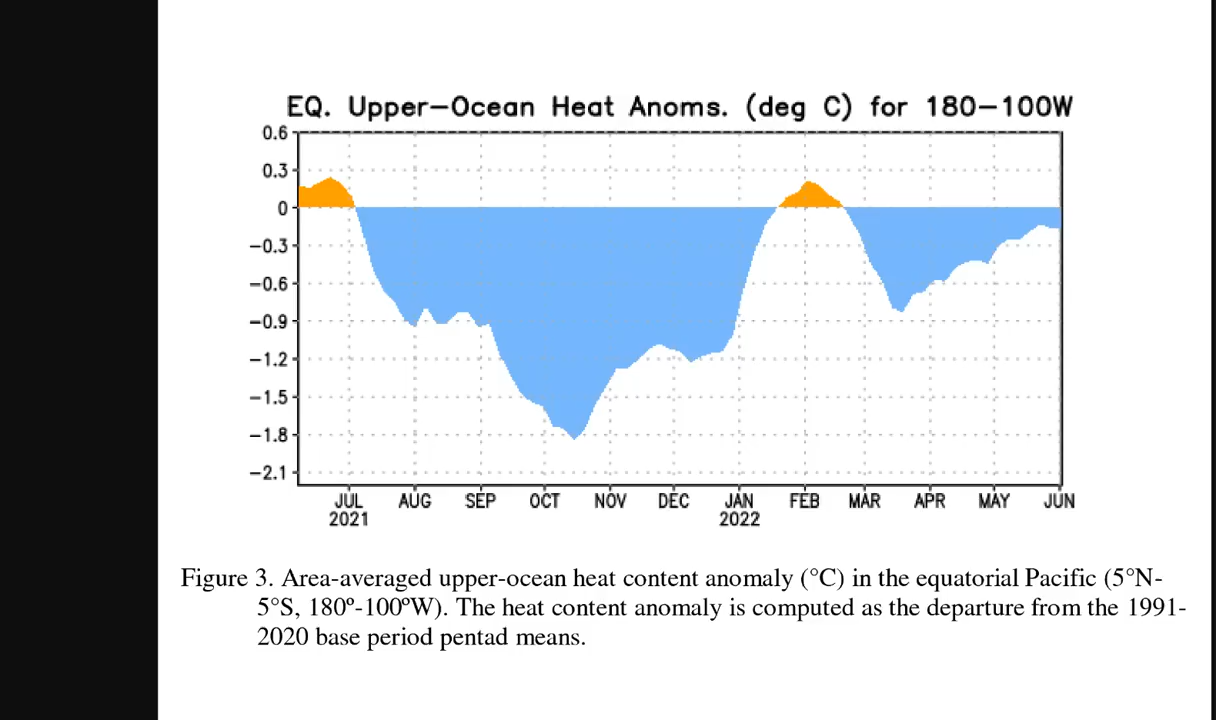 EQ. Upper-Ocean Heat Anoms. (deg C) for 180-100W
0.6
0.3
0
-0.3
-0.6
-0.9
-1.2
-1.5
-1.8
-2.1
JUL AUG SEP OCT NOV DEC JAN FEB MAR APR MAY JUN
2021 2022
Figure 3. Area-averaged upper-ocean heat content anomaly (°C) in the equatorial Pacific (5°N-
5°S, 180º-100ºW). The heat content anomaly is computed as the departure from the 1991-
2020 base period pentad means.